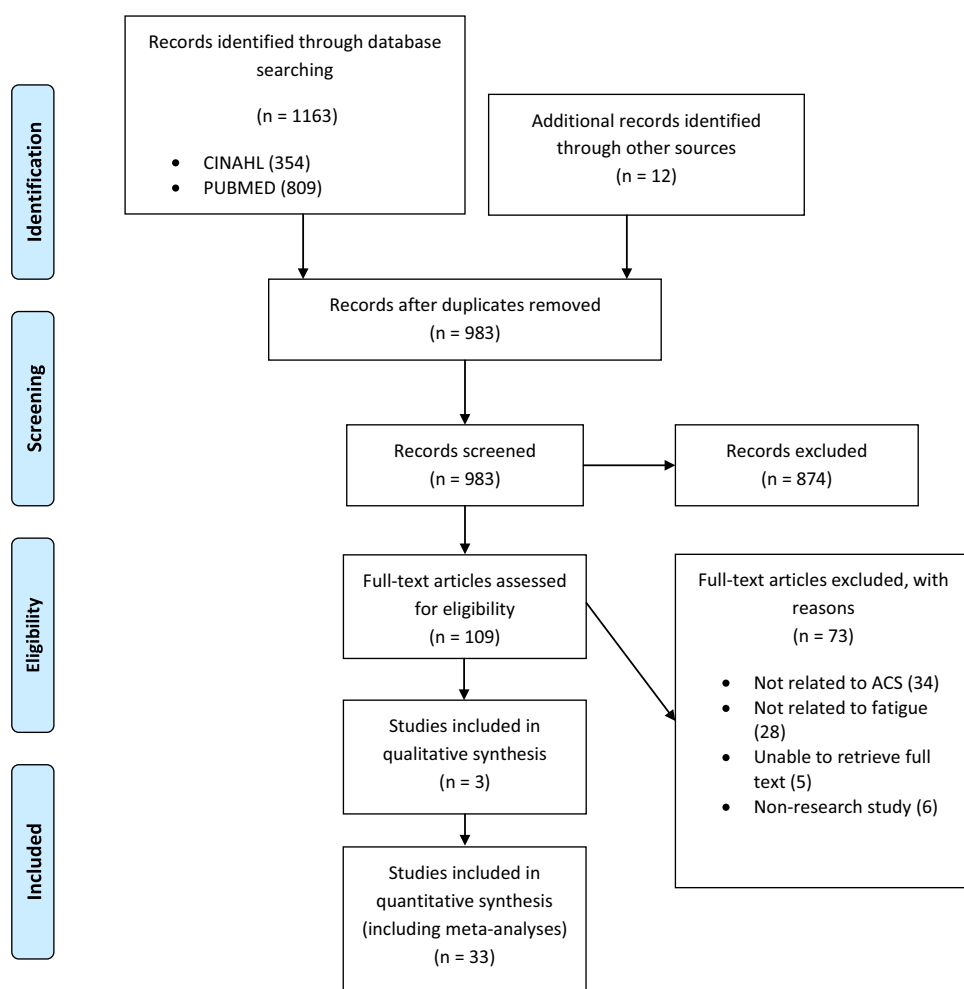 Records identified through database
searching
(n = 1163)
• CINAHL (354)
• PUBMED (809)
Additional records identified
through other sources
(n = 12)
Identification
Records after duplicates removed
(n = 983)
Screening
Records screened
(n = 983)
Records excluded
(n = 874)
Eligibility
Full-text articles assessed
for eligibility
(n = 109)
Full-text articles excluded, with
reasons
(n = 73)
• Not related to ACS (34)
• Not related to fatigue
(28)
• Unable to retrieve full
text (5)
• Non-research study (6)
Studies included in
qualitative synthesis
(n = 3)
Included
Studies included in
quantitative synthesis
(including meta-analyses)
(n = 33)